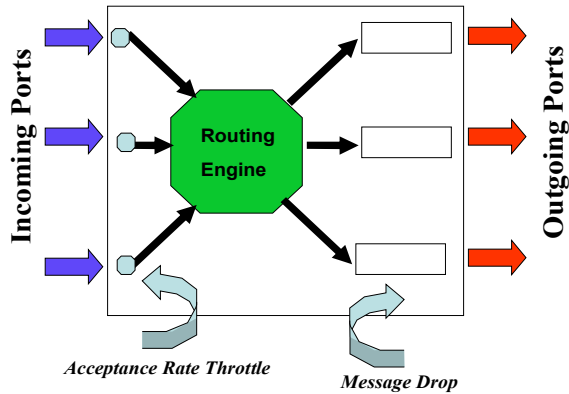 Incoming Ports
Routing
Engine
Outgoing Ports
Acceptance Rate Throttle
Message Drop